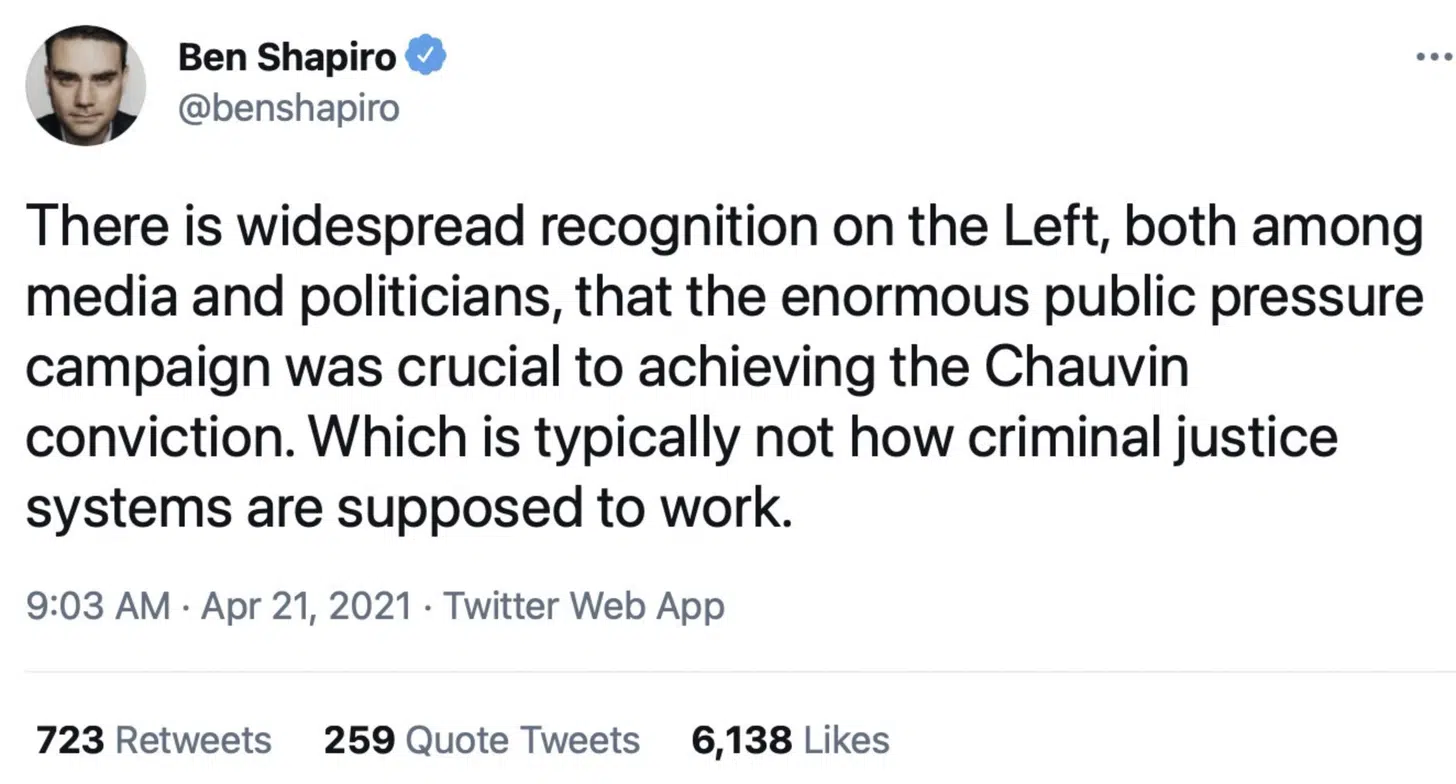 Ben Shapiro
@benshapiro
There is widespread recognition on the Left, both among
media and politicians, that the enormous public pressure
campaign was crucial to achieving the Chauvin
conviction. Which is typically not how criminal justice
systems are supposed to work.
9:03 AM · Apr 21, 2021 · Twitter Web App
723 Retweets 259 Quote Tweets 6,138 Likes